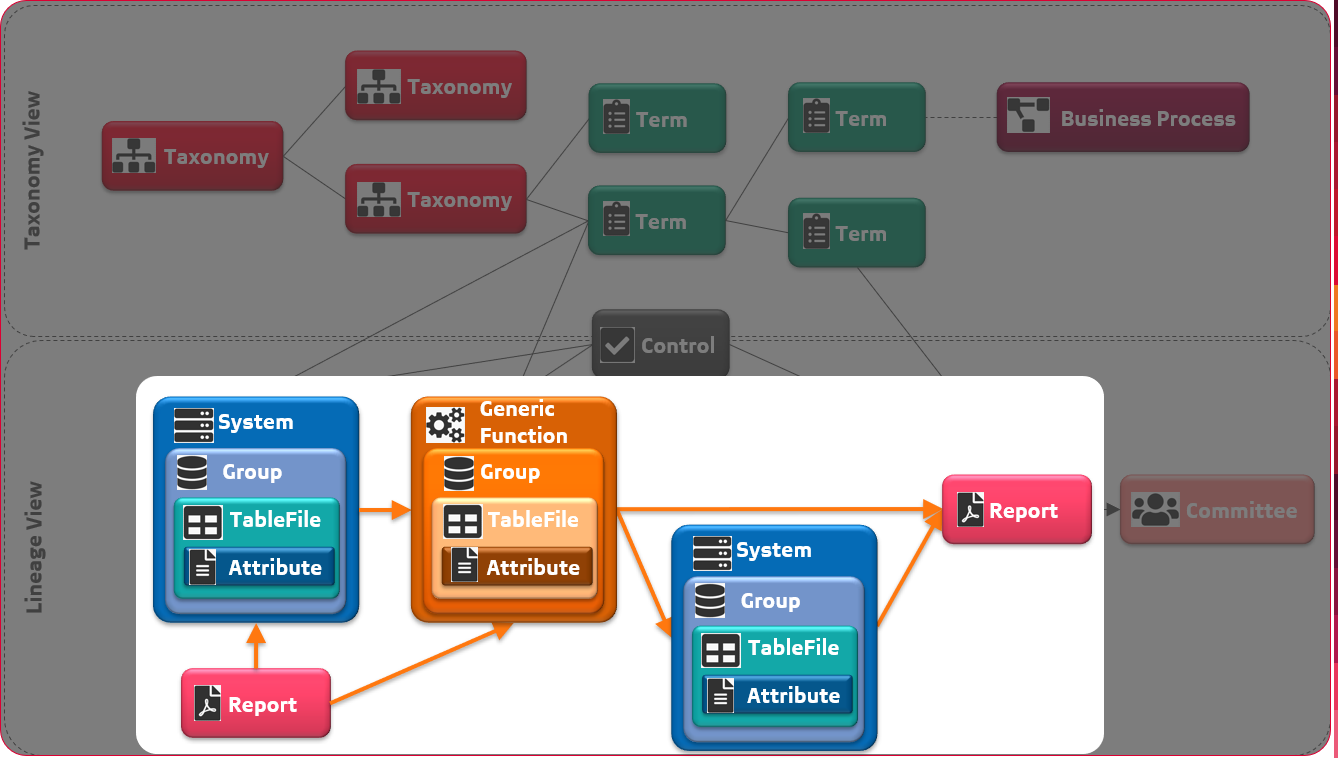 Taxonomy View
Taxonomy
Taxonomy
Taxonomy
Term
Term
Term
Term
Business Process
Control
Lineage View
System
Group
TableFile
Attribute
Generic
Function
Group
TableFile
Attribute
Report
System
Group
TableFile
Attribute
Report
Committee